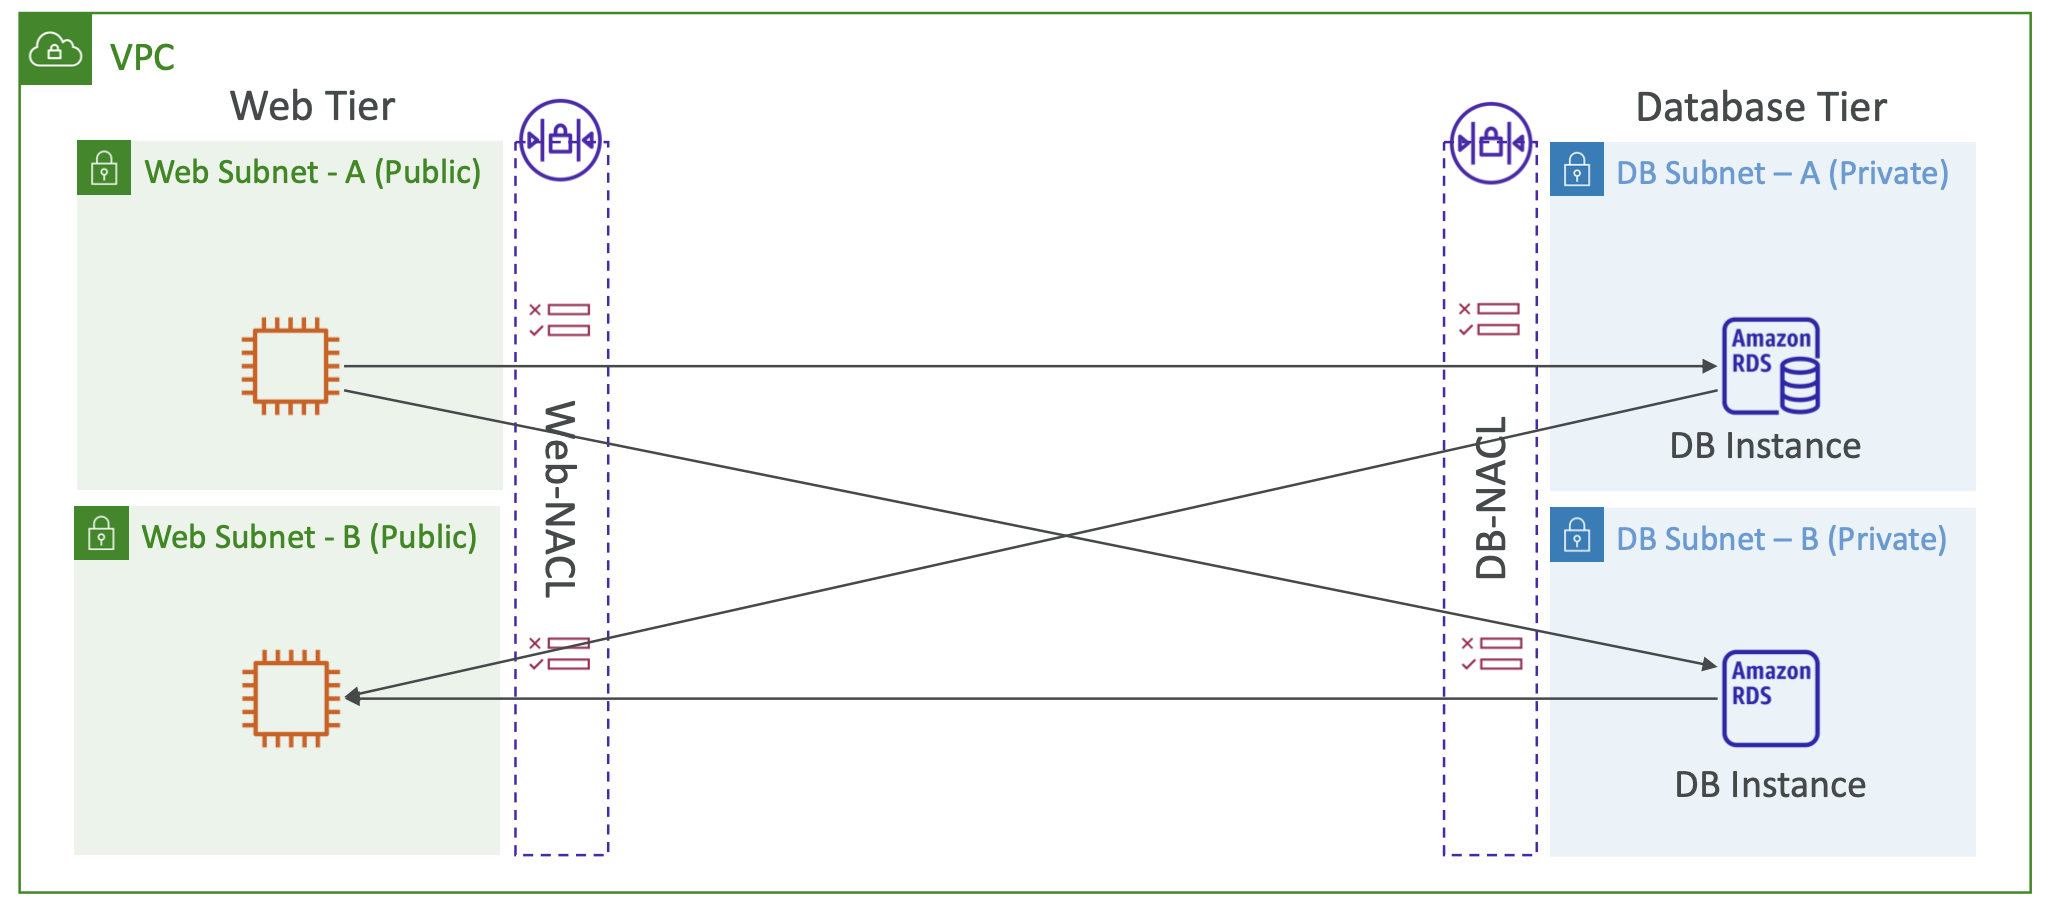 VPC
Web Tier
Database Tier
Web Subnet - A (Public)
DB Subnet – A (Private)
Amazon
RDS
DB Instance
Web-NACL
DB-NACL
Web Subnet - B (Public)
DB Subnet – B (Private)
Amazon
RDS
DB Instance